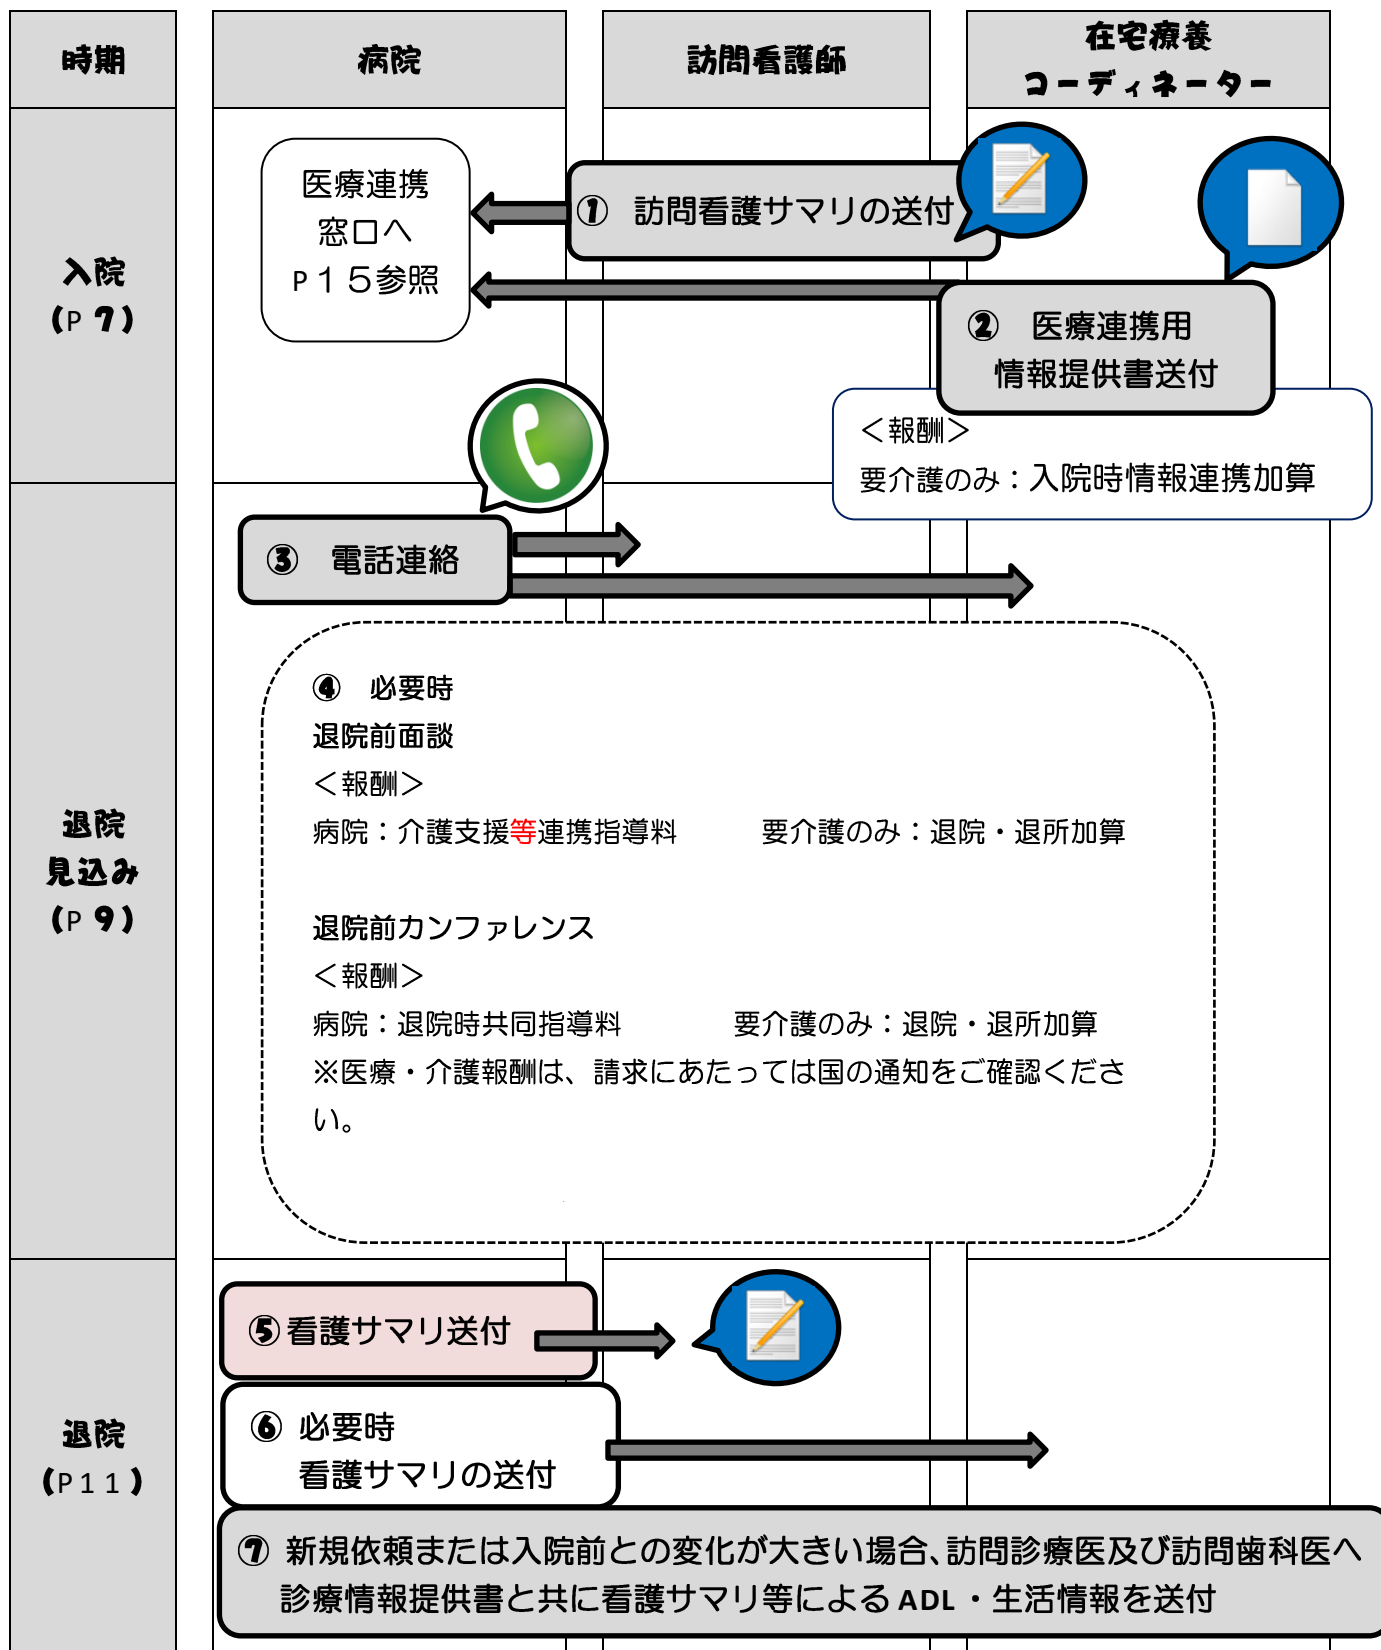 時期
病院
訪問看護師
在宅療養
コーディネーター
入院
(P 7)
医療連携
窓口へ
P15参照
① 訪問看護サマリの送付
② 医療連携用
情報提供書送付
<報酬>
要介護のみ:入院時情報連携加算
退院
見込み
(P 9)
③ 電話連絡
④ 必要時
退院前面談
<報酬>
病院:介護支援等連携指導料 要介護のみ:退院・退所加算
退院前カンファレンス
<報酬>
病院:退院時共同指導料 要介護のみ:退院・退所加算
※医療・介護報酬は、請求にあたっては国の通知をご確認くださ
い。
退院
(P11)
⑤看護サマリ送付
⑥ 必要時
看護サマリの送付
⑦ 新規依頼または入院前との変化が大きい場合、訪問診療医及び訪問歯科医へ
診療情報提供書と共に看護サマリ等によるADL・生活情報を送付